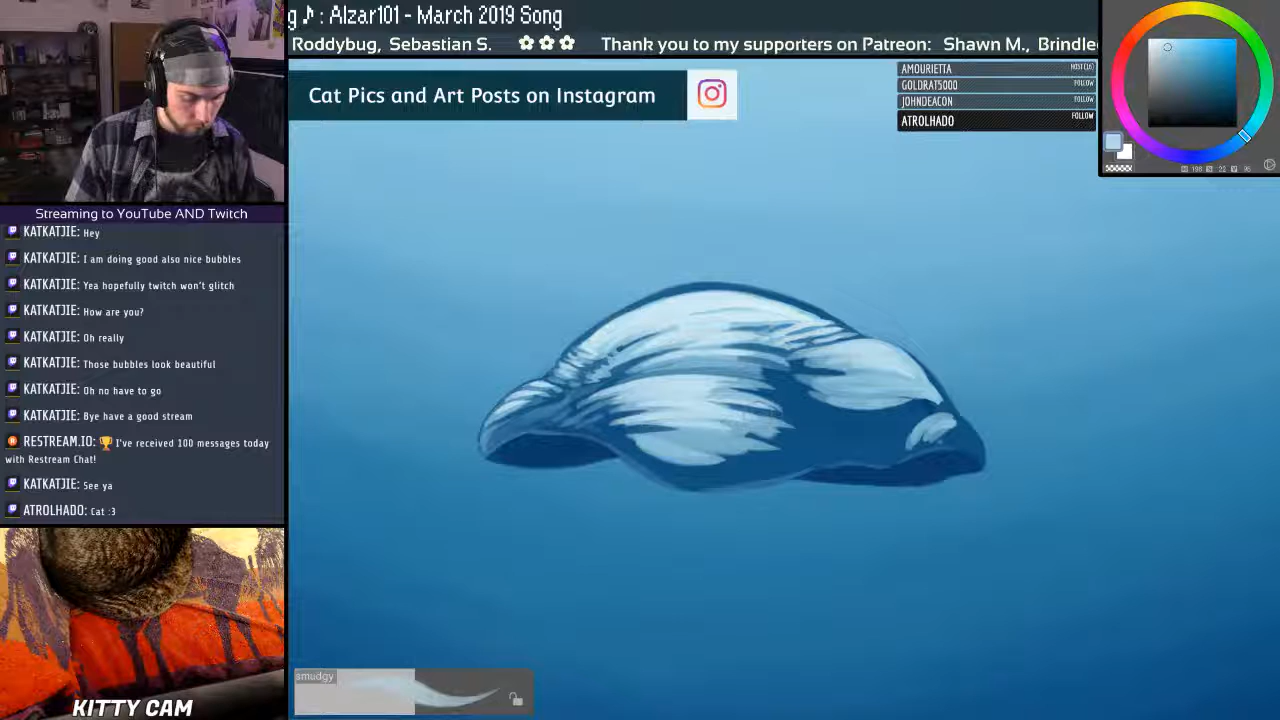 g ♪ : Alzar101 - March 2019 Song
Roddybug, Sebastian S. ✿ ✿ ✿ Thank you to my supporters on Patreon: Shawn M., Brindle
Cat Pics and Art Posts on Instagram
AMOURIETTA HOST(16)
GOLDRAT5000 FOLLOW
JOHNDEACON FOLLOW
ATROLHADO FOLLOW
Streaming to YouTube AND Twitch
KATKATJIE: Hey
KATKATJIE: I am doing good also nice bubbles
KATKATJIE: Yea hopefully twitch won't glitch
KATKATJIE: How are you?
KATKATJIE: Oh really
KATKATJIE: Those bubbles look beautiful
KATKATJIE: Oh no have to go
KATKATJIE: Bye have a good stream
RESTREAM.IO: 🏆 I've received 100 messages today
with Restream Chat!
KATKATJIE: See ya
ATROLHADO: Cat :3
smudgy
KITTY CAM